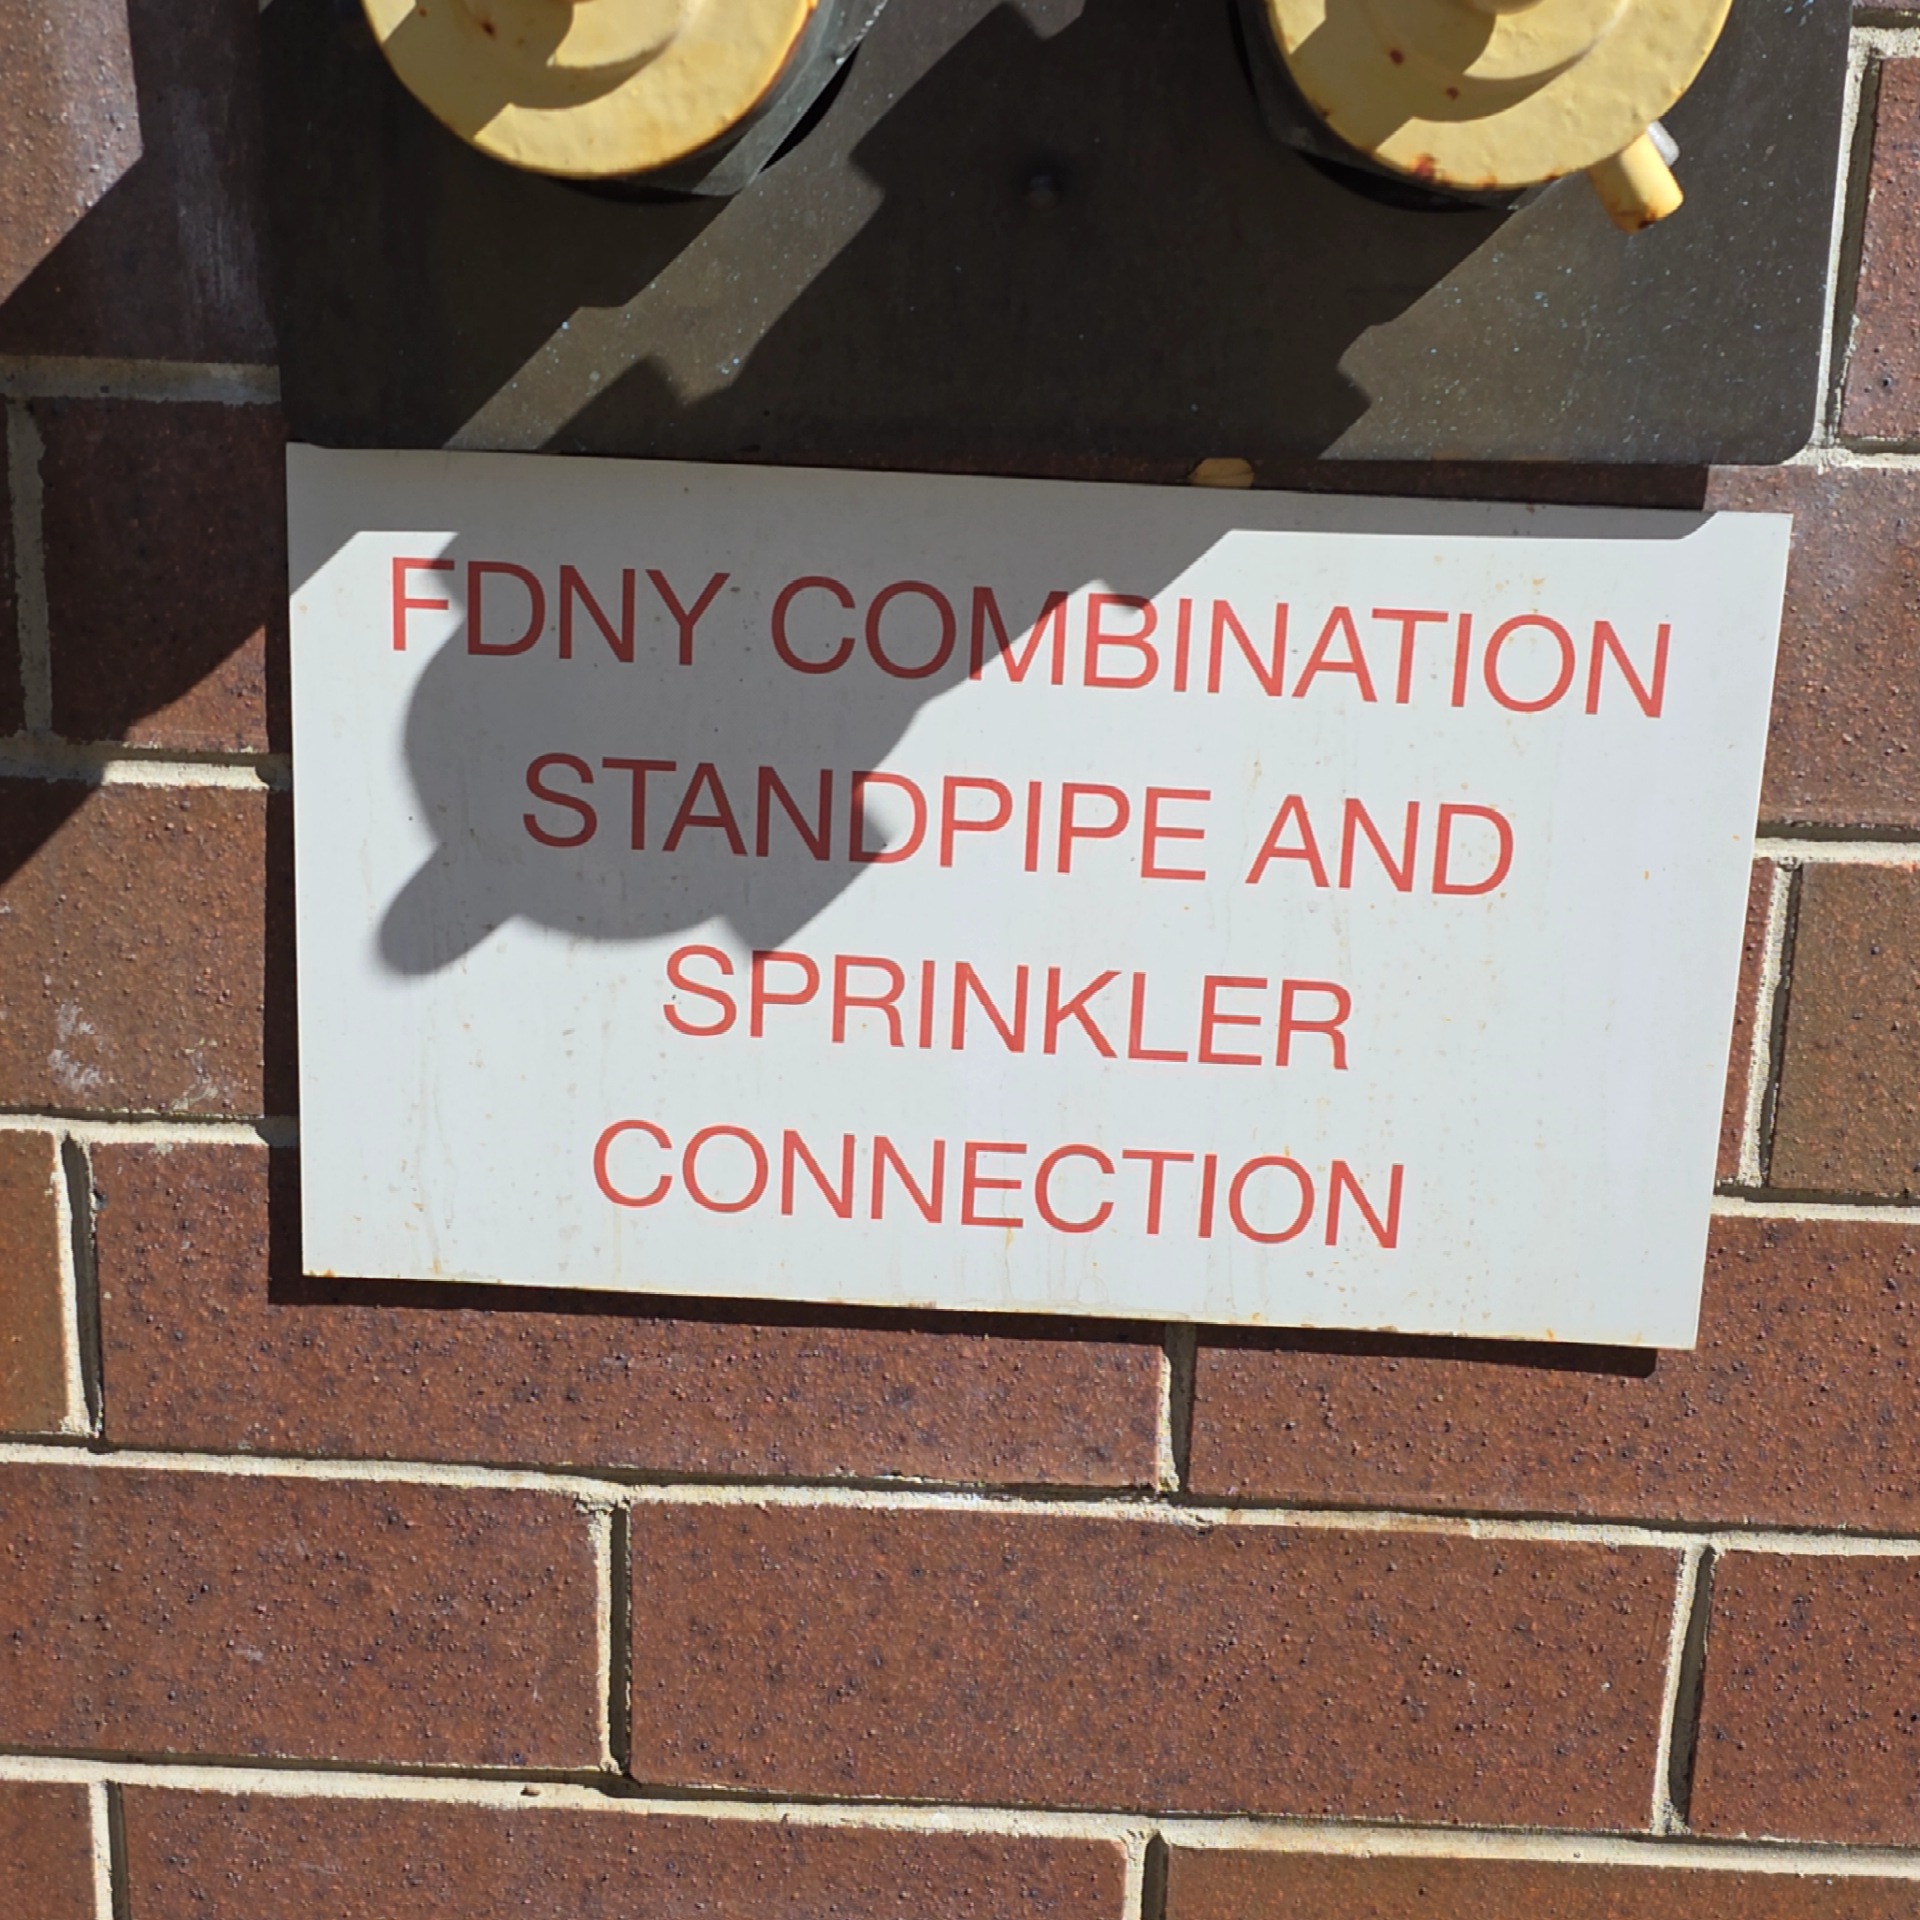 FDNY COMBINATION
STANDPIPE AND
SPRINKLER
CONNECTION